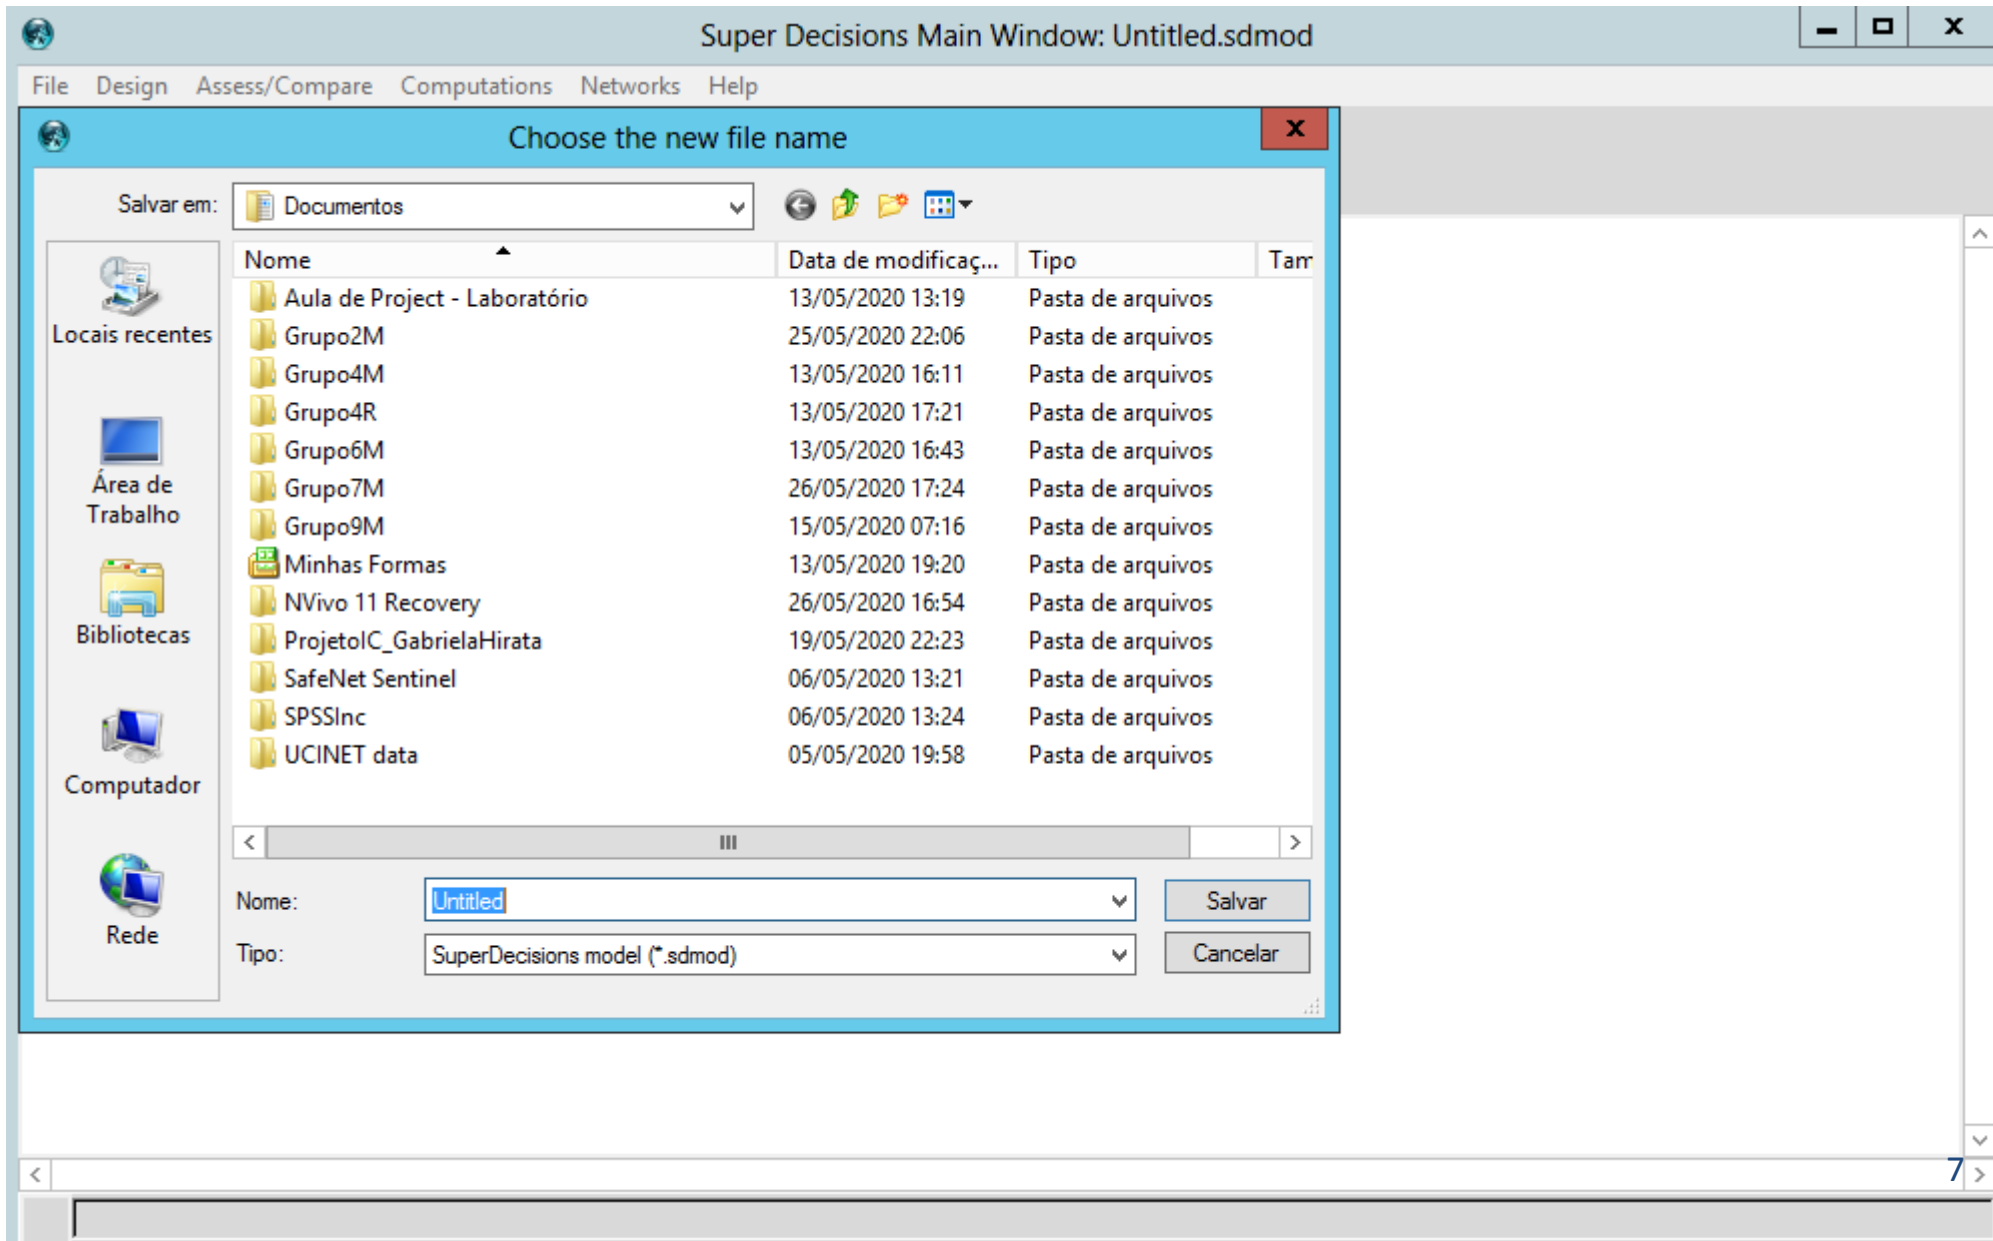 Super Decisions Main Window: Untitled.sdmod
File Design Assess/Compare Computations Networks Help
Choose the new file name
Salvar em: Documentos
Nome Data de modificaç... Tipo Tam
Aula de Project - Laboratório 13/05/2020 13:19 Pasta de arquivos
Grupo2M 25/05/2020 22:06 Pasta de arquivos
Grupo4M 13/05/2020 16:11 Pasta de arquivos
Grupo4R 13/05/2020 17:21 Pasta de arquivos
Grupo6M 13/05/2020 16:43 Pasta de arquivos
Grupo7M 26/05/2020 17:24 Pasta de arquivos
Grupo9M 15/05/2020 07:16 Pasta de arquivos
Minhas Formas 13/05/2020 19:20 Pasta de arquivos
NVivo 11 Recovery 26/05/2020 16:54 Pasta de arquivos
ProjetoIC_GabrielaHirata 19/05/2020 22:23 Pasta de arquivos
SafeNet Sentinel 06/05/2020 13:21 Pasta de arquivos
SPSSInc 06/05/2020 13:24 Pasta de arquivos
UCINET data 05/05/2020 19:58 Pasta de arquivos
Locais recentes
Área de
Trabalho
Bibliotecas
Computador
Rede
Nome: Untitled Salvar
Tipo: SuperDecisions model (*.sdmod) Cancelar
7